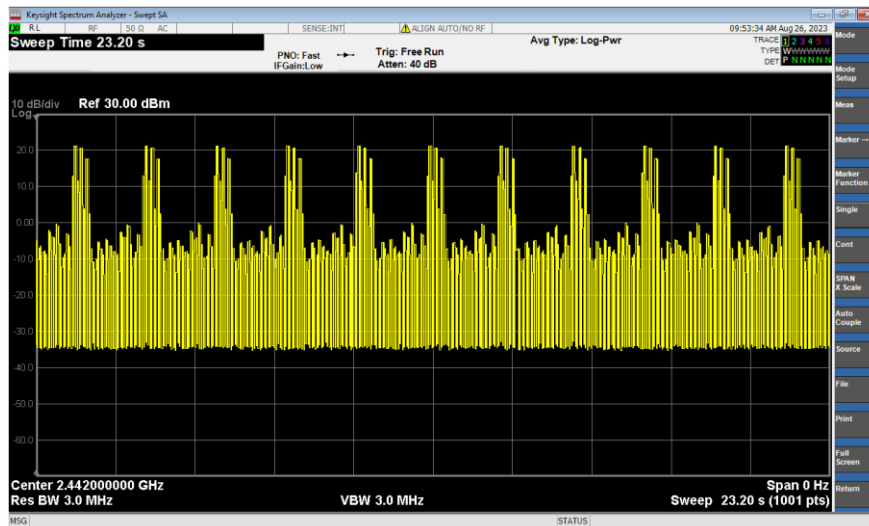 Keysight Spectrum Analyzer - Swept SA
RL RF 50 Ω AC SENSE:INT ALIGN AUTO/NO RF 09:53:34 AM Aug 26, 2023
Sweep Time 23.20 s
PNO: Fast
IFGain:Low
Trig: Free Run
Atten: 40 dB
Avg Type: Log-Pwr
TRACE 1 2 3 4 5 6
TYPE WWWWWW
DET P N N N N N
10 dB/div Ref 30.00 dBm
Log
20.0
10.0
0.00
-10.0
-20.0
-30.0
-40.0
-50.0
-60.0
Center 2.442000000 GHz Span 0 Hz
Res BW 3.0 MHz VBW 3.0 MHz Sweep 23.20 s (1001 pts)
MSG STATUS
Mode
Mode
Setup
Meas
Marker →
Marker
Function
Single
Cont
SPAN
X Scale
Auto
Couple
Source
File
Print
Full
Screen
Return